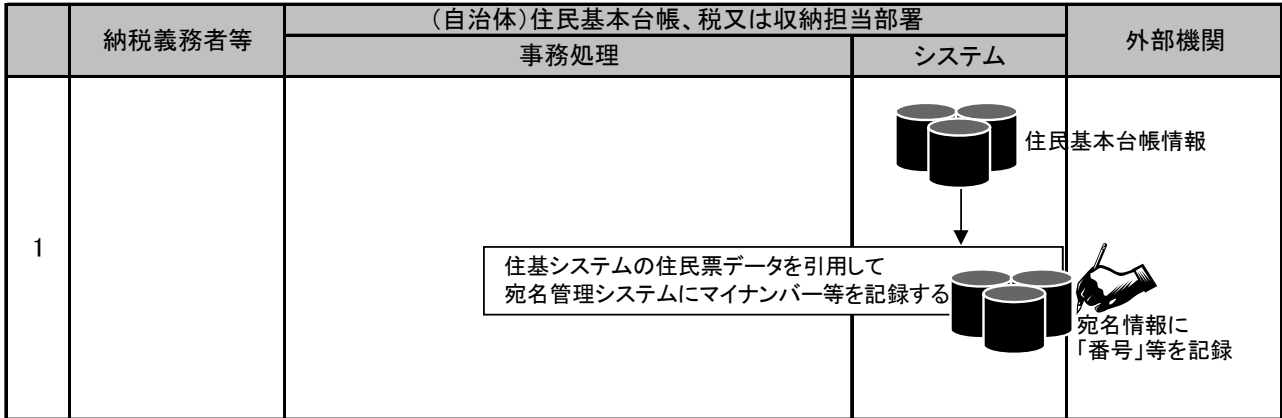 納税義務者等
(自治体)住民基本台帳、税又は収納担当部署
外部機関
事務処理
システム
住民基本台帳情報
1
住基システムの住民票データを引用して
宛名管理システムにマイナンバー等を記録する
宛名情報に
「番号」等を記録